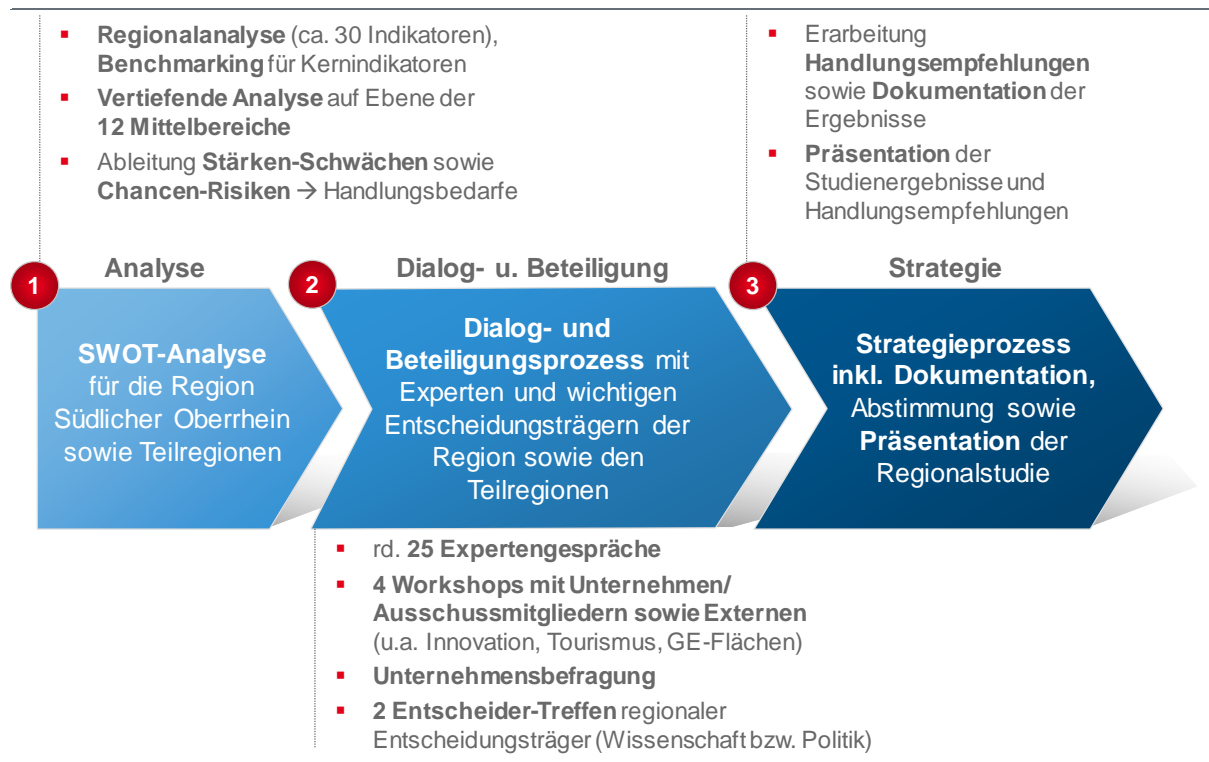 ▪ Regionalanalyse (ca. 30 Indikatoren),
Benchmarking für Kernindikatoren
▪ Vertiefende Analyse auf Ebene der
12 Mittelbereiche
▪ Ableitung Stärken-Schwächen sowie
Chancen-Risiken → Handlungsbedarfe
▪ Erarbeitung
Handlungsempfehlungen
sowie Dokumentation der
Ergebnisse
▪ Präsentation der
Studienergebnisse und
Handlungsempfehlungen
1
Analyse
SWOT-Analyse
für die Region
Südlicher Oberrhein
sowie Teilregionen
2
Dialog- u. Beteiligung
Dialog- und
Beteiligungsprozess mit
Experten und wichtigen
Entscheidungsträgern der
Region sowie den
Teilregionen
3
Strategie
Strategieprozess
inkl. Dokumentation,
Abstimmung sowie
Präsentation der
Regionalstudie
▪ rd. 25 Expertengespräche
▪ 4 Workshops mit Unternehmen/
Ausschussmitgliedern sowie Externen
(u.a. Innovation, Tourismus, GE-Flächen)
▪ Unternehmensbefragung
▪ 2 Entscheider-Treffen regionaler
Entscheidungsträger (Wissenschaft bzw. Politik)